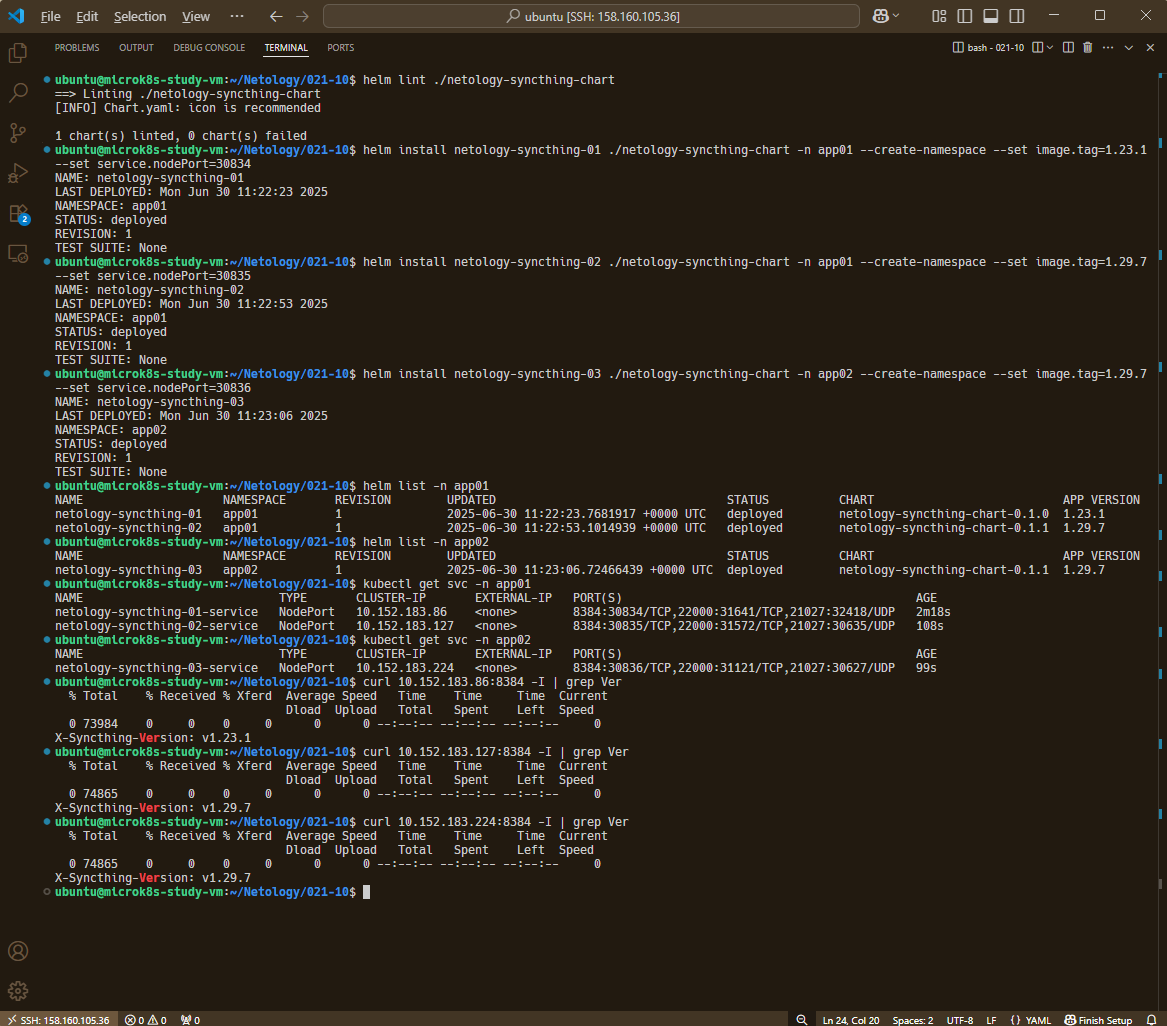 File Edit Selection View ··· ubuntu [SSH: 158.160.105.36]
PROBLEMS OUTPUT DEBUG CONSOLE TERMINAL PORTS bash - 021-10
ubuntu@microk8s-study-vm:~/Netology/021-10$ helm lint ./netology-syncthing-chart
==> Linting ./netology-syncthing-chart
[INFO] Chart.yaml: icon is recommended
1 chart(s) linted, 0 chart(s) failed
ubuntu@microk8s-study-vm:~/Netology/021-10$ helm install netology-syncthing-01 ./netology-syncthing-chart -n app01 --create-namespace --set image.tag=1.23.1
--set service.nodePort=30834
NAME: netology-syncthing-01
LAST DEPLOYED: Mon Jun 30 11:22:23 2025
NAMESPACE: app01
STATUS: deployed
REVISION: 1
TEST SUITE: None
ubuntu@microk8s-study-vm:~/Netology/021-10$ helm install netology-syncthing-02 ./netology-syncthing-chart -n app01 --create-namespace --set image.tag=1.29.7
--set service.nodePort=30835
NAME: netology-syncthing-02
LAST DEPLOYED: Mon Jun 30 11:22:53 2025
NAMESPACE: app01
STATUS: deployed
REVISION: 1
TEST SUITE: None
ubuntu@microk8s-study-vm:~/Netology/021-10$ helm install netology-syncthing-03 ./netology-syncthing-chart -n app02 --create-namespace --set image.tag=1.29.7
--set service.nodePort=30836
NAME: netology-syncthing-03
LAST DEPLOYED: Mon Jun 30 11:23:06 2025
NAMESPACE: app02
STATUS: deployed
REVISION: 1
TEST SUITE: None
ubuntu@microk8s-study-vm:~/Netology/021-10$ helm list -n app01
NAME NAMESPACE REVISION UPDATED STATUS CHART APP VERSION
netology-syncthing-01 app01 1 2025-06-30 11:22:23.7681917 +0000 UTC deployed netology-syncthing-chart-0.1.0 1.23.1
netology-syncthing-02 app01 1 2025-06-30 11:22:53.1014939 +0000 UTC deployed netology-syncthing-chart-0.1.1 1.29.7
ubuntu@microk8s-study-vm:~/Netology/021-10$ helm list -n app02
NAME NAMESPACE REVISION UPDATED STATUS CHART APP VERSION
netology-syncthing-03 app02 1 2025-06-30 11:23:06.72466439 +0000 UTC deployed netology-syncthing-chart-0.1.1 1.29.7
ubuntu@microk8s-study-vm:~/Netology/021-10$ kubectl get svc -n app01
NAME TYPE CLUSTER-IP EXTERNAL-IP PORT(S) AGE
netology-syncthing-01-service NodePort 10.152.183.86 <none> 8384:30834/TCP,22000:31641/TCP,21027:32418/UDP 2m18s
netology-syncthing-02-service NodePort 10.152.183.127 <none> 8384:30835/TCP,22000:31572/TCP,21027:30635/UDP 108s
ubuntu@microk8s-study-vm:~/Netology/021-10$ kubectl get svc -n app02
NAME TYPE CLUSTER-IP EXTERNAL-IP PORT(S) AGE
netology-syncthing-03-service NodePort 10.152.183.224 <none> 8384:30836/TCP,22000:31121/TCP,21027:30627/UDP 99s
ubuntu@microk8s-study-vm:~/Netology/021-10$ curl 10.152.183.86:8384 -I | grep Ver
% Total % Received % Xferd Average Speed Time Time Time Current
Dload Upload Total Spent Left Speed
0 73984 0 0 0 0 0 0 --:--:-- --:--:-- --:--:-- 0
X-Syncthing-Version: v1.23.1
ubuntu@microk8s-study-vm:~/Netology/021-10$ curl 10.152.183.127:8384 -I | grep Ver
% Total % Received % Xferd Average Speed Time Time Time Current
Dload Upload Total Spent Left Speed
0 74865 0 0 0 0 0 0 --:--:-- --:--:-- --:--:-- 0
X-Syncthing-Version: v1.29.7
ubuntu@microk8s-study-vm:~/Netology/021-10$ curl 10.152.183.224:8384 -I | grep Ver
% Total % Received % Xferd Average Speed Time Time Time Current
Dload Upload Total Spent Left Speed
0 74865 0 0 0 0 0 0 --:--:-- --:--:-- --:--:-- 0
X-Syncthing-Version: v1.29.7
ubuntu@microk8s-study-vm:~/Netology/021-10$
2
SSH: 158.160.105.36 0 0 0 Ln 24, Col 20 Spaces: 2 UTF-8 LF { } YAML Finish Setup